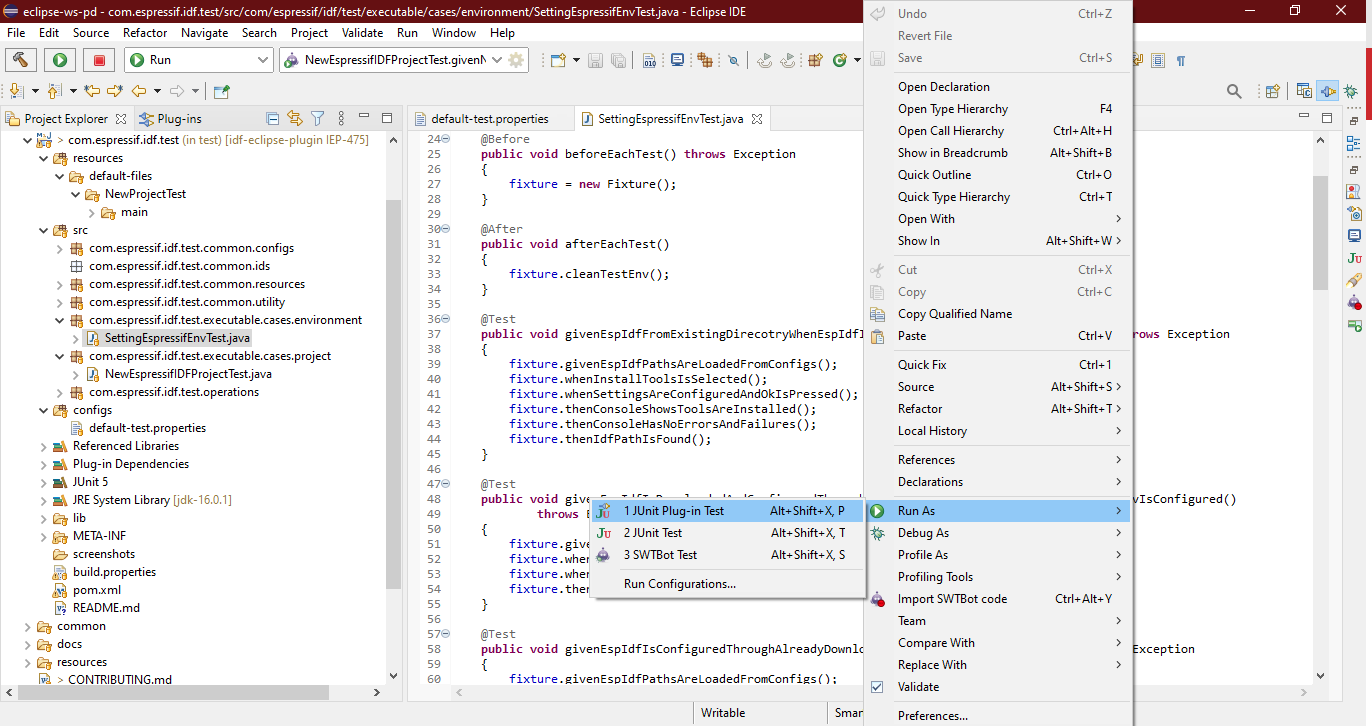 eclipse-ws-pd - com.espressif.idf.test/src/com/espressif/idf/test/executable/cases/environment/SettingEspressifEnvTest.java - Eclipse IDE
File Edit Source Refactor Navigate Search Project Validate Run Window Help
Run
NewEspressifIDFProjectTest.givenN
Project Explorer
Plug-ins
> com.espressif.idf.test (in test) [idf-eclipse-plugin IEP-475]
resources
default-files
NewProjectTest
main
src
com.espressif.idf.test.common.configs
com.espressif.idf.test.common.ids
com.espressif.idf.test.common.resources
com.espressif.idf.test.common.utility
com.espressif.idf.test.executable.cases.environment
SettingEspressifEnvTest.java
com.espressif.idf.test.executable.cases.project
NewEspressifIDFProjectTest.java
com.espressif.idf.test.operations
configs
default-test.properties
Referenced Libraries
Plug-in Dependencies
JUnit 5
JRE System Library [jdk-16.0.1]
lib
META-INF
screenshots
build.properties
pom.xml
README.md
common
docs
resources
> CONTRIBUTING.md
default-test.properties
SettingEspressifEnvTest.java
24 @Before
25 public void beforeEachTest() throws Exception
26 {
27 fixture = new Fixture();
28 }
29
30 @After
31 public void afterEachTest()
32 {
33 fixture.cleanTestEnv();
34 }
35
36 @Test
37 public void givenEspIdfFromExistingDirecotryWhenEspIdfI rows Exception
38 {
39 fixture.givenEspIdfPathsAreLoadedFromConfigs();
40 fixture.whenInstallToolsIsSelected();
41 fixture.whenSettingsAreConfiguredAndOkIsPressed();
42 fixture.thenConsoleShowsToolsAreInstalled();
43 fixture.thenConsoleHasNoErrorsAndFailures();
44 fixture.thenIdfPathIsFound();
45 }
46
47 @Test
48 public void give vIsConfigured()
49 throws E
50 {
51 fixture.give
52 fixture.when
53 fixture.when
54 fixture.then
55 }
56
57 @Test
58 public void givenEspIdfIsConfiguredThroughAlreadyDownlo Exception
59 {
60 fixture.givenEspIdfPathsAreLoadedFromConfigs();
Writable
Smar
1 JUnit Plug-in Test Alt+Shift+X, P
2 JUnit Test Alt+Shift+X, T
3 SWTBot Test Alt+Shift+X, S
Run Configurations...
Undo Ctrl+Z
Revert File
Save Ctrl+S
Open Declaration
Open Type Hierarchy F4
Open Call Hierarchy Ctrl+Alt+H
Show in Breadcrumb Alt+Shift+B
Quick Outline Ctrl+O
Quick Type Hierarchy Ctrl+T
Open With
Show In Alt+Shift+W
Cut Ctrl+X
Copy Ctrl+C
Copy Qualified Name
Paste Ctrl+V
Quick Fix Ctrl+1
Source Alt+Shift+S
Refactor Alt+Shift+T
Local History
References
Declarations
Run As
Debug As
Profile As
Profiling Tools
Import SWTBot code Ctrl+Alt+Y
Team
Compare With
Replace With
Validate
Preferences...